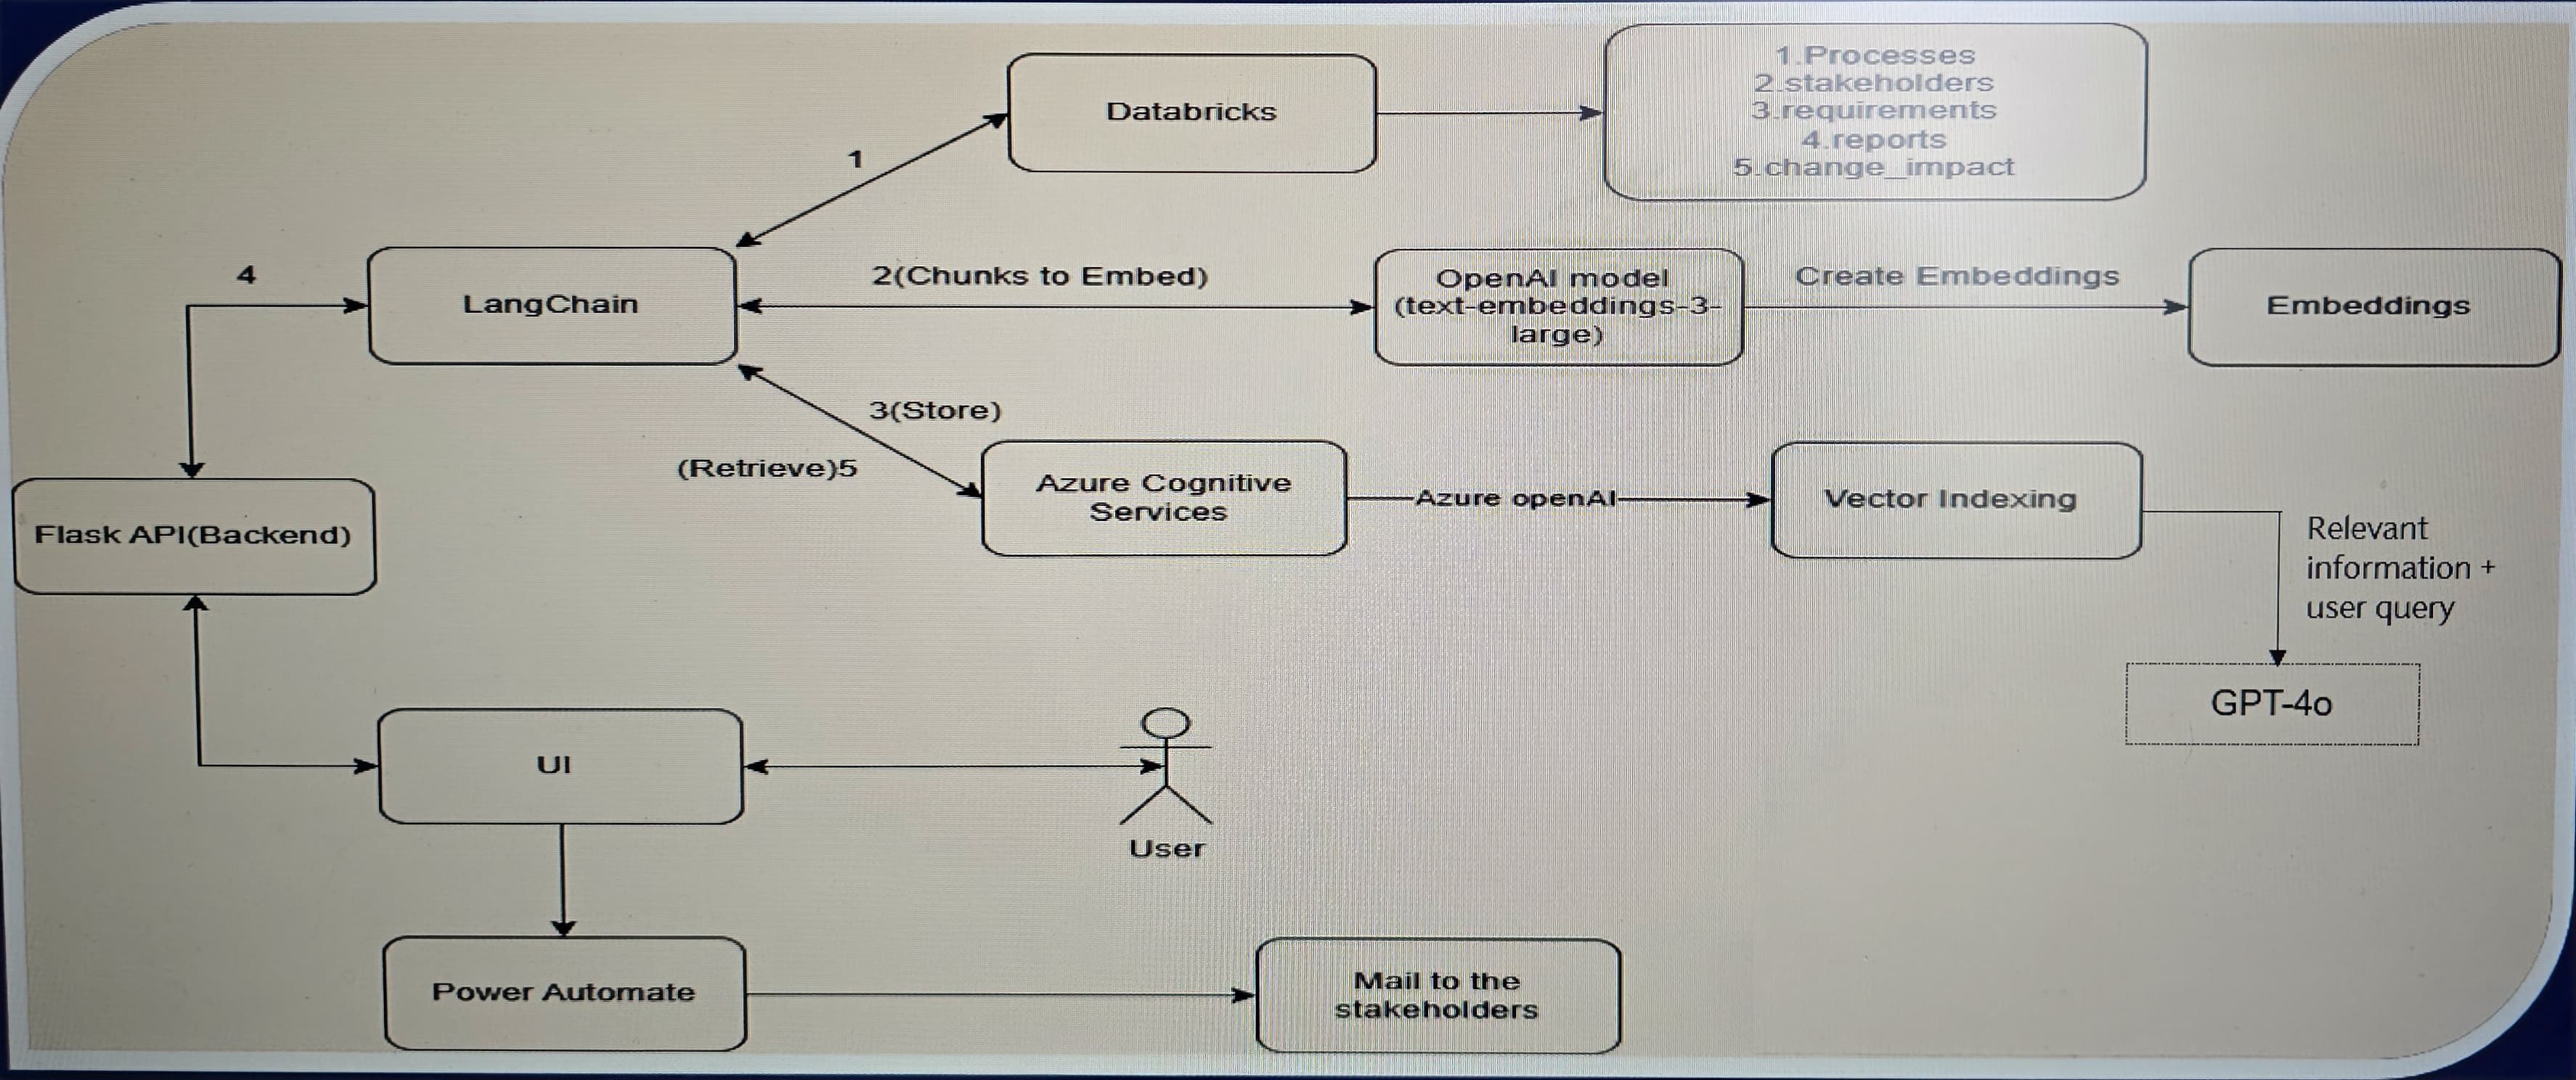 1.Processes
2.stakeholders
3.requirements
4.reports
5.change_impact
Databricks
1
4
LangChain
2(Chunks to Embed)
OpenAI model
(text-embeddings-3-
large)
Create Embeddings
Embeddings
3(Store)
(Retrieve)5
Azure Cognitive
Services
Azure openAI
Vector Indexing
Relevant
information +
user query
Flask API(Backend)
GPT-4o
UI
User
Power Automate
Mail to the
stakeholders